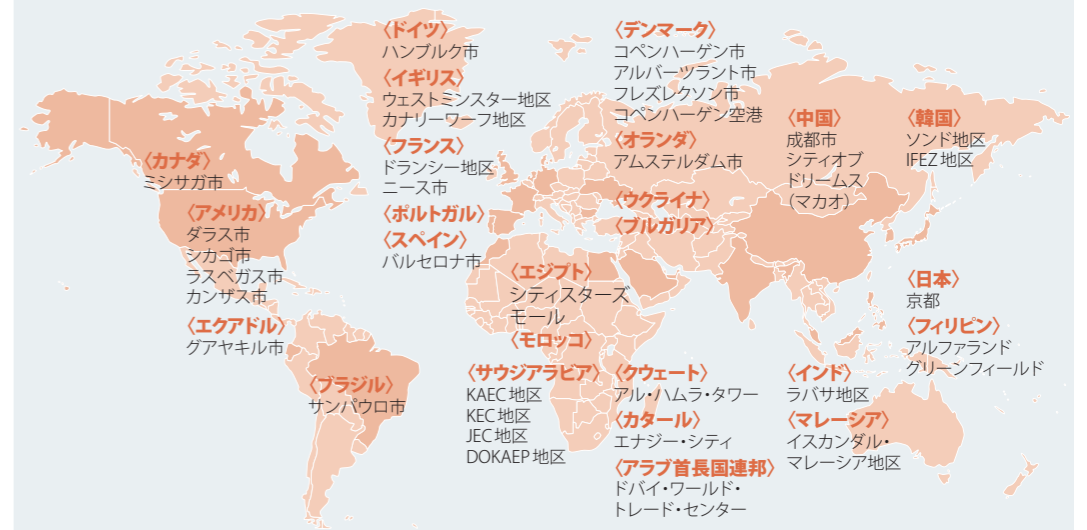 〈ドイツ〉
ハンブルク市
〈イギリス〉
ウェストミンスター地区
カナリーワーフ地区
〈フランス〉
ドランシー地区
ニース市
〈ポルトガル〉
〈スペイン〉
バルセロナ市
〈デンマーク〉
コペンハーゲン市
アルバーツラント市
フレズレクソン市
コペンハーゲン空港
〈オランダ〉
アムステルダム市
〈ウクライナ〉
〈ブルガリア〉
〈中国〉
成都市
シティオブ
ドリームス
（マカオ）
〈韓国〉
ソンド地区
IFEZ 地区
〈カナダ〉
ミシサガ市
〈アメリカ〉
ダラス市
シカゴ市
ラスベガス市
カンザス市
〈エクアドル〉
グアヤキル市
〈ブラジル〉
サンパウロ市
〈エジプト〉
シティスターズ
モール
〈モロッコ〉
〈サウジアラビア〉
KAEC 地区
KEC 地区
JEC 地区
DOKAEP 地区
〈クウェート〉
アル・ハムラ・タワー
〈カタール〉
エナジー・シティ
〈アラブ首長国連邦〉
ドバイ・ワールド・
トレード・センター
〈日本〉
京都
〈フィリピン〉
アルファランド
グリーンフィールド
〈インド〉
ラバサ地区
〈マレーシア〉
イスカンダル・
マレーシア地区